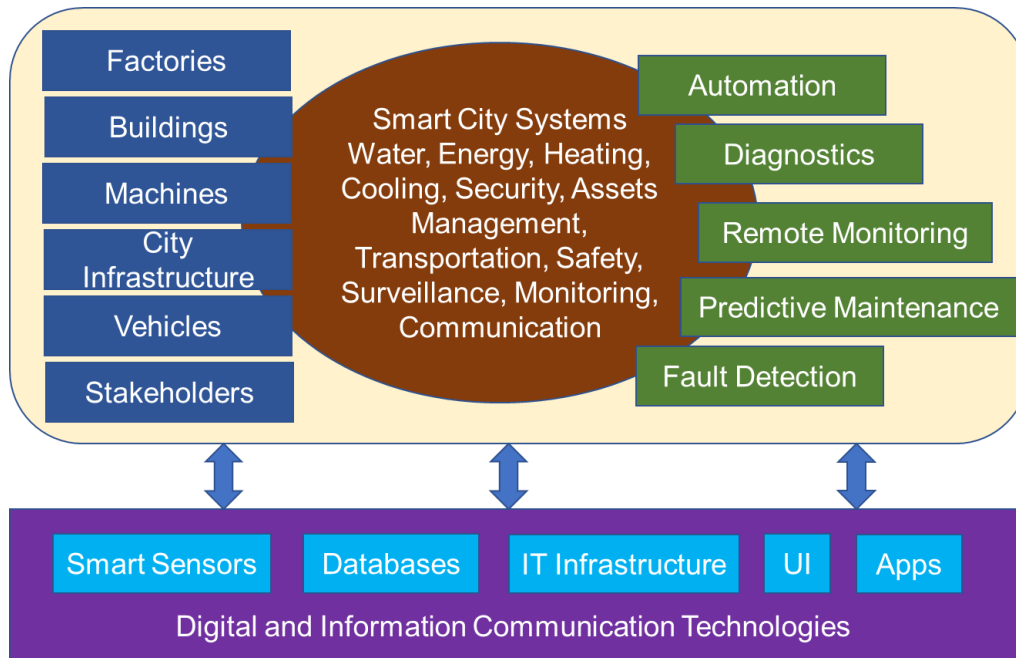 Factories
Buildings
Machines
City
Infrastructure
Vehicles
Stakeholders
Smart City Systems
Water, Energy, Heating,
Cooling, Security, Assets
Management,
Transportation, Safety,
Surveillance, Monitoring,
Communication
Automation
Diagnostics
Remote Monitoring
Predictive Maintenance
Fault Detection
Smart Sensors
Databases
IT Infrastructure
UI
Apps
Digital and Information Communication Technologies